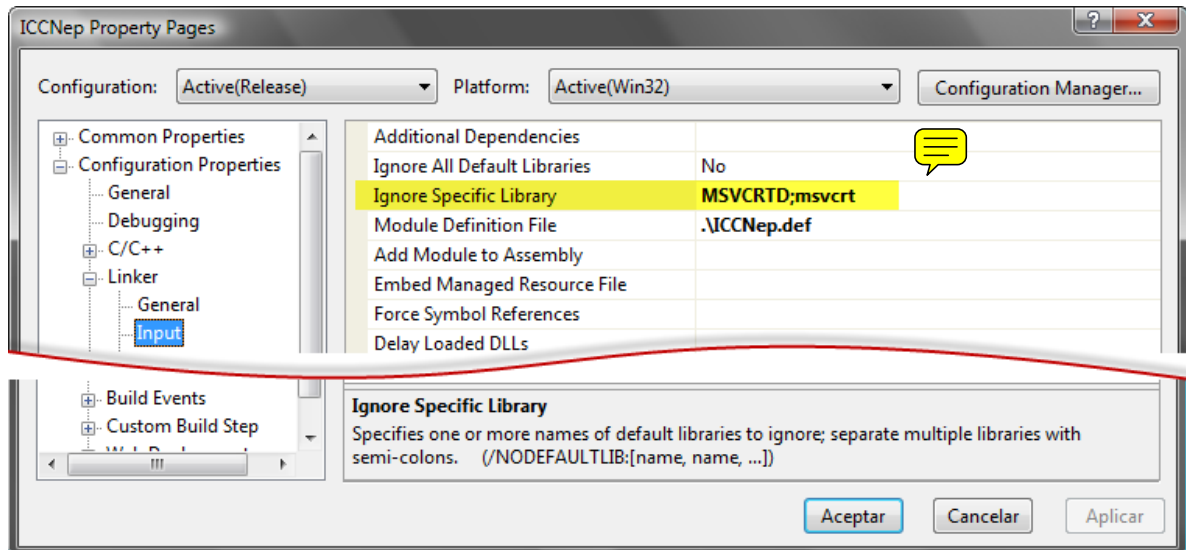 ICCNep Property Pages
Configuration: Active(Release) Platform: Active(Win32) Configuration Manager...
Common Properties
Configuration Properties
General
Debugging
C/C++
Linker
General
Input
Build Events
Custom Build Step
Additional Dependencies
Ignore All Default Libraries No
Ignore Specific Library MSVCRTD;msvcrt
Module Definition File .\ICCNep.def
Add Module to Assembly
Embed Managed Resource File
Force Symbol References
Delay Loaded DLLs
Ignore Specific Library
Specifies one or more names of default libraries to ignore; separate multiple libraries with
semi-colons. (/NODEFAULTLIB:[name, name, ...])
Aceptar Cancelar Aplicar